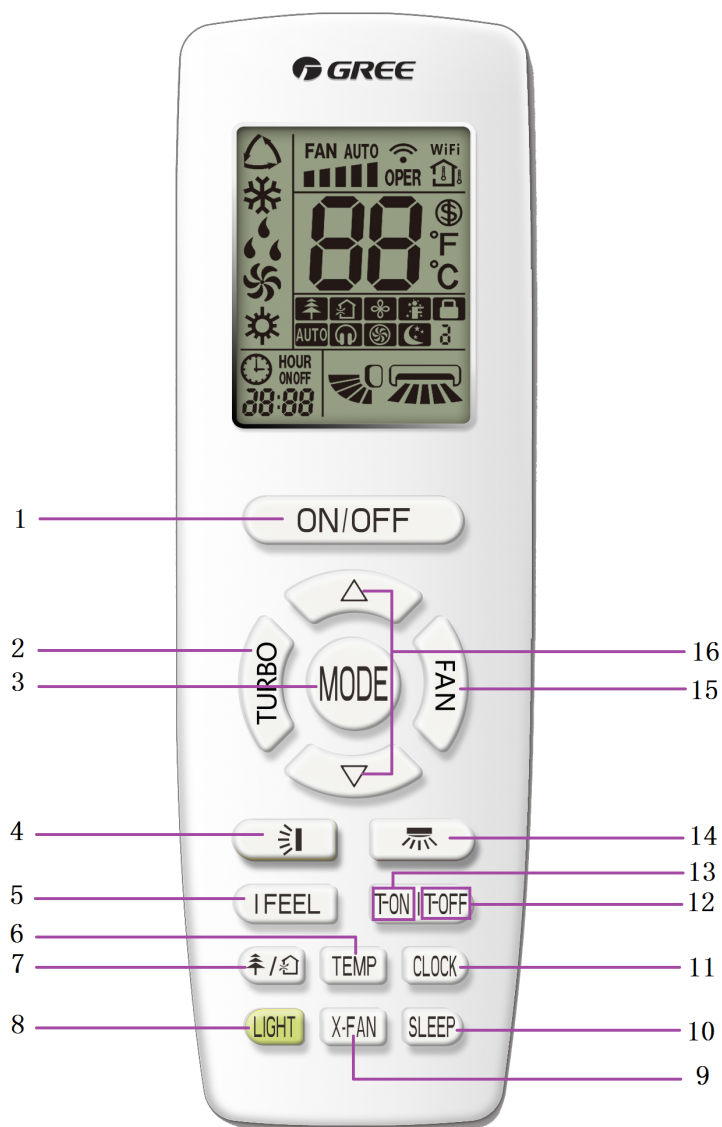 GREE
FAN AUTO WiFi
OPER
88 °F
°C
AUTO
HOUR
ON OFF
38:88
1 ON/OFF
2 TURBO
3 MODE
FAN
16
15
4
14
13
5 I FEEL T-ON | T-OFF 12
6
7 / TEMP CLOCK 11
8 LIGHT X-FAN SLEEP 10
9